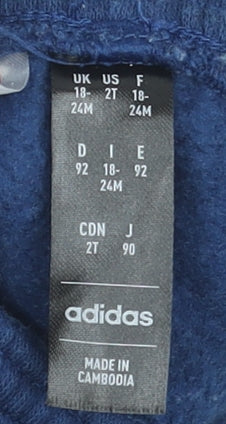 UK US F
18- 2T 18-
24M 24M
D I E
92 18- 92
24M
CDN J
2T 90
adidas
MADE IN
CAMBODIA